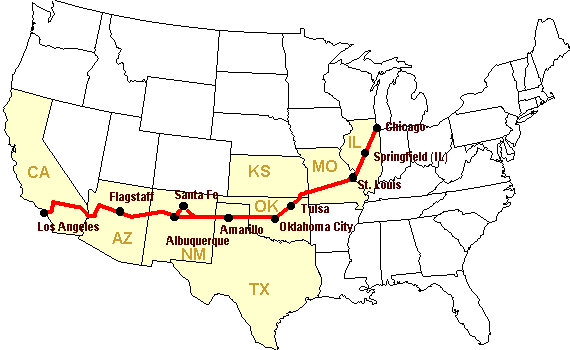 Chicago
IL
Springfield (IL)
CA
KS
MO
St. Louis
Flagstaff
Santa Fe
OK
Tulsa
Los Angeles
Amarillo
Oklahoma City
AZ
Albuquerque
NM
TX